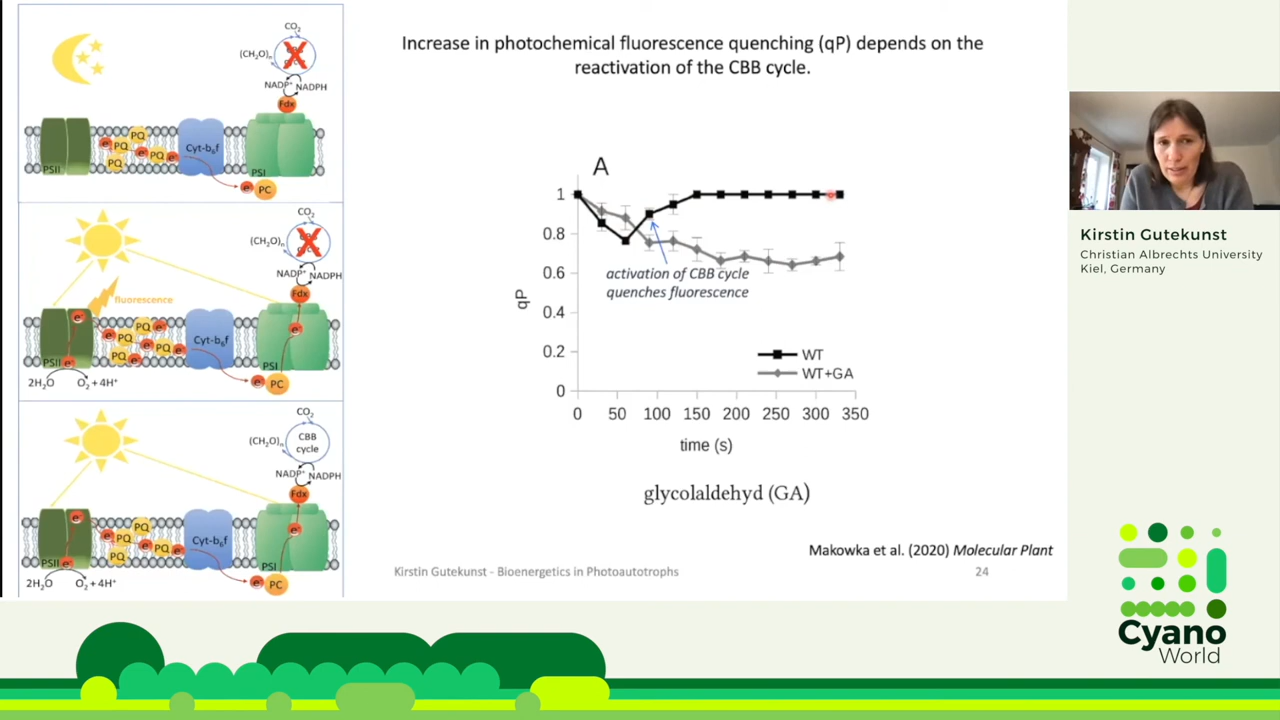 Increase in photochemical fluorescence quenching (qP) depends on the
reactivation of the CBB cycle.
CO2
(CH2O)n
NADP+ NADPH
Fdx
PSII
e-
PQ
PQ
PQ
PQ
e-
e-
Cyt-b6f
PSI
e-
PC
CO2
(CH2O)n
NADP+ NADPH
Fdx
fluorescence
e-
e-
PQ
PQ
PQ
PQ
e-
e-
e-
e-
Cyt-b6f
e-
PSII
e-
PSI
2H2O
O2 + 4H+
e-
PC
CO2
(CH2O)n
CBB
cycle
NADP+ NADPH
Fdx
e-
e-
PQ
PQ
PQ
PQ
e-
e-
Cyt-b6f
e-
PSII
e-
PSI
2H2O
O2 + 4H+
e-
PC
A
1
0.8
0.6
0.4
0.2
0
qP
activation of CBB cycle
quenches fluorescence
WT
WT+GA
0 50 100 150 200 250 300 350
time (s)
glycolaldehyd (GA)
Makowka et al. (2020) Molecular Plant
Kirstin Gutekunst - Bioenergetics in Photoautotrophs
24
Kirstin Gutekunst
Christian Albrechts University
Kiel, Germany
Cyano
World